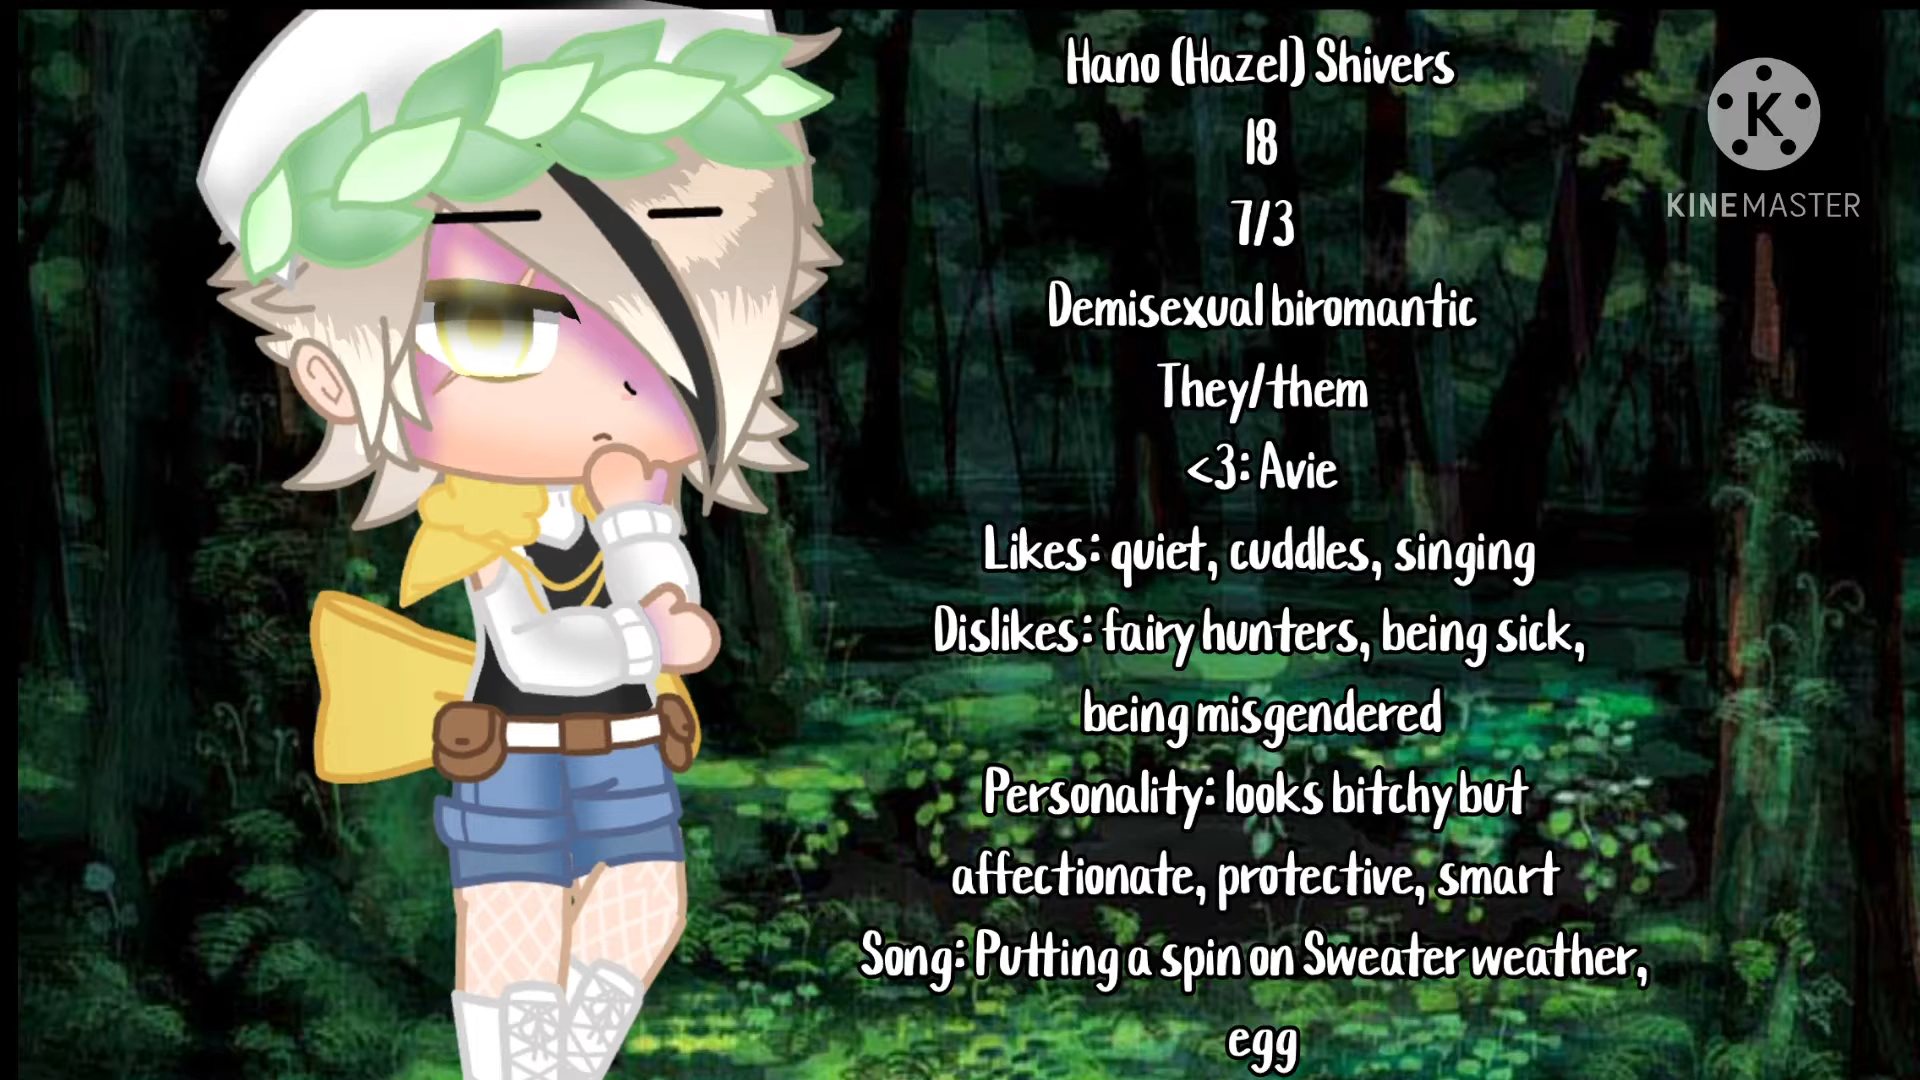 Hano (Hazel) Shivers
18
7/3
Demisexual biromantic
They/them
<3: Avie
Likes: quiet, cuddles, singing
Dislikes: fairy hunters, being sick,
being misgendered
Personality: looks bitchy but
affectionate, protective, smart
Song: Putting a spin on Sweater weather,
egg
K
KINEMASTER